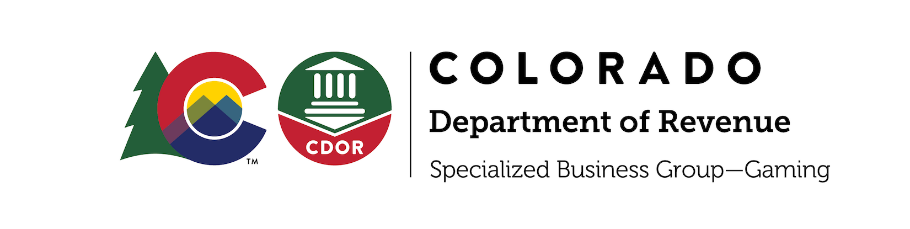 TM
CDOR
COLORADO
Department of Revenue
Specialized Business Group—Gaming